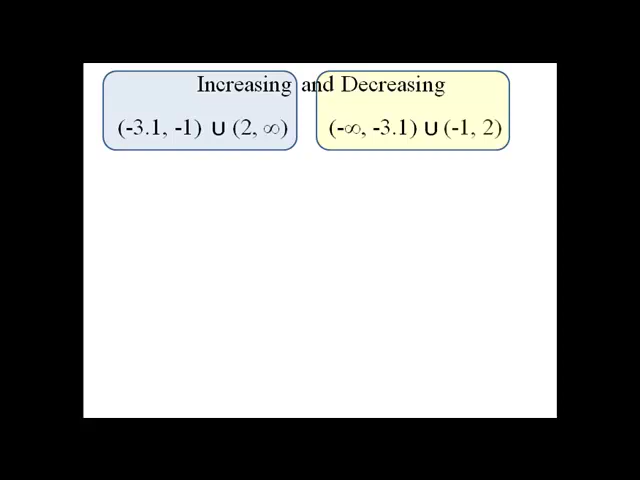 Increasing and Decreasing
(-3.1, -1) ∪ (2, ∞) (-∞, -3.1) ∪ (-1, 2)